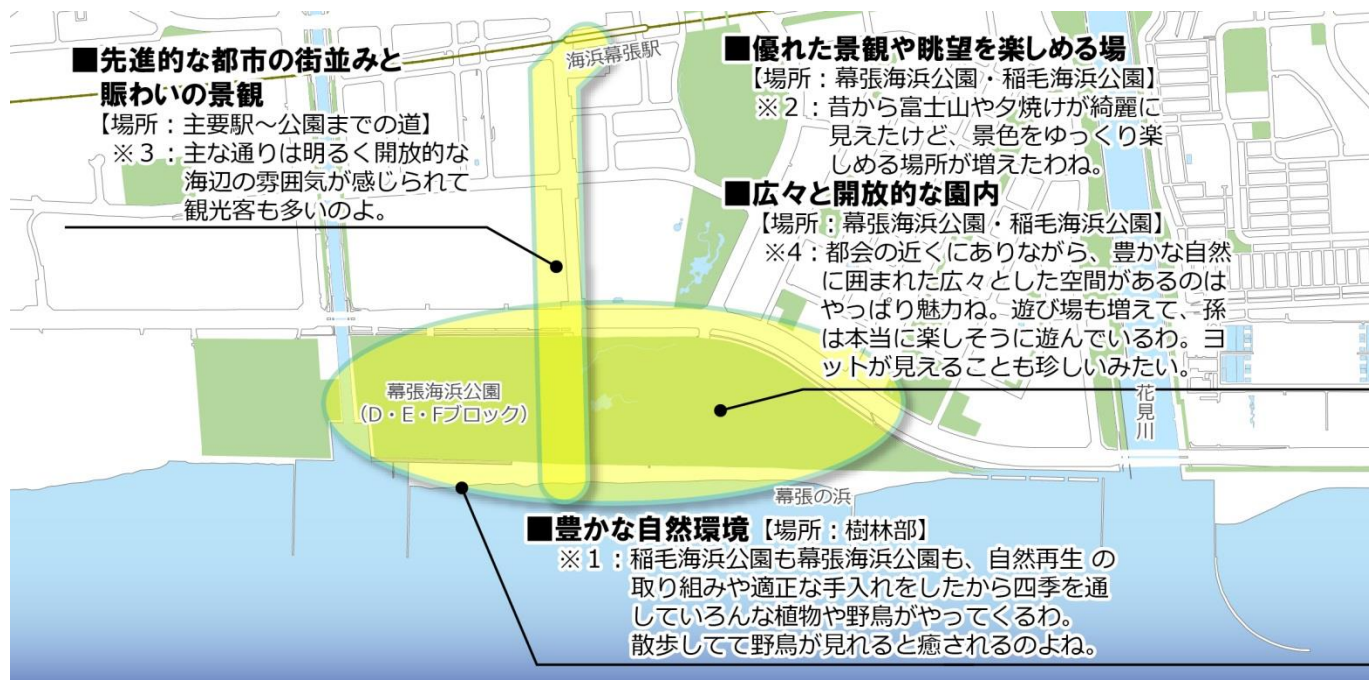 ■先進的な都市の街並みと
賑わいの景観
【場所：主要駅～公園までの道】
※３：主な通りは明るく開放的な
海辺の雰囲気が感じられて
観光客も多いのよ。
海浜幕張駅
■優れた景観や眺望を楽しめる場
【場所：幕張海浜公園・稲毛海浜公園】
※２：昔から富士山や夕焼けが綺麗に
見えたけど、景色をゆっくり楽
しめる場所が増えたわね。
■広々と開放的な園内
【場所：幕張海浜公園・稲毛海浜公園】
※4：都会の近くにありながら、豊かな自然
に囲まれた広々とした空間があるのは
やっぱり魅力ね。遊び場も増えて、孫
は本当に楽しそうに遊んでいるわ。ヨ
ットが見えることも珍しいみたい。
幕張海浜公園
（D・E・Fブロック）
花見川
幕張の浜
■豊かな自然環境【場所：樹林部】
※１：稲毛海浜公園も幕張海浜公園も、自然再生 の
取り組みや適正な手入れをしたから四季を通
していろんな植物や野鳥がやってくるわ。
散歩してて野鳥が見れると癒されるのよね。